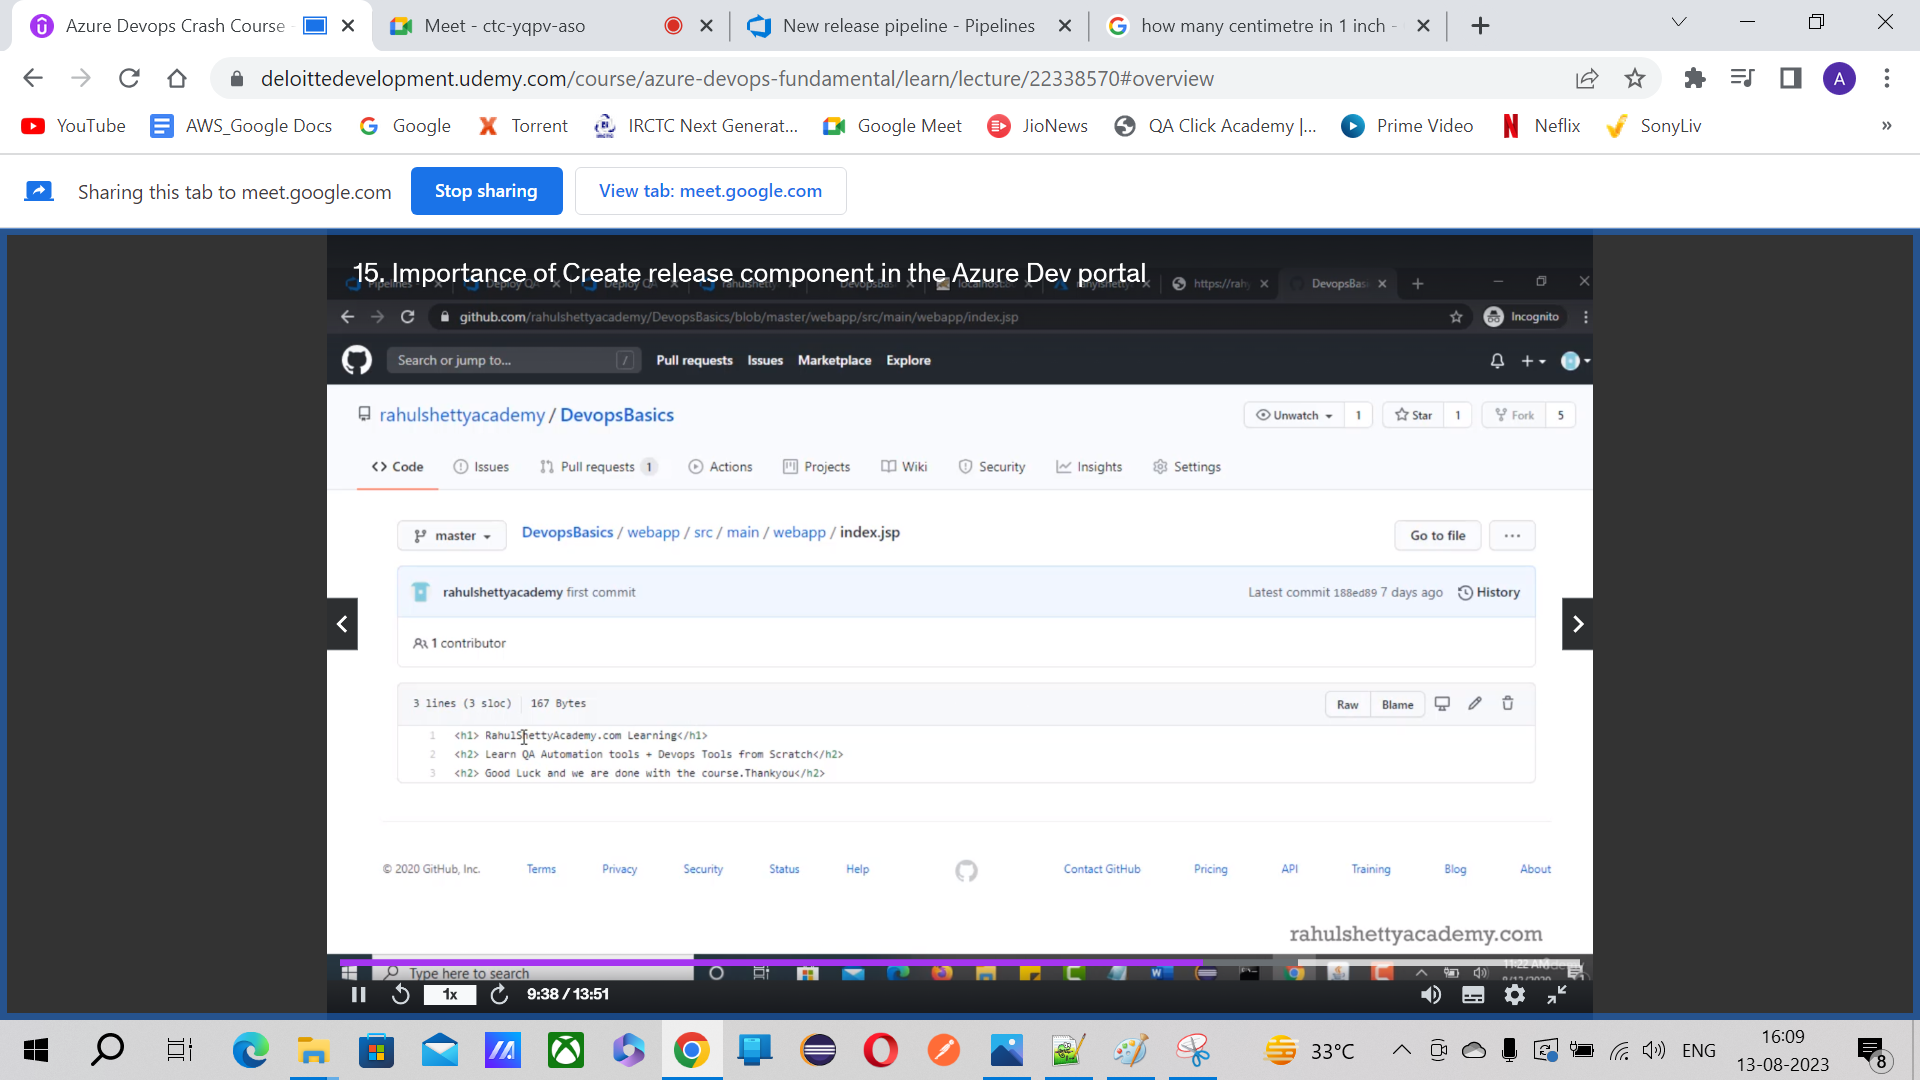 Azure Devops Crash Course
Meet - ctc-yqpv-aso
New release pipeline - Pipelines
how many centimetre in 1 inch -
deloittedevelopment.udemy.com/course/azure-devops-fundamental/learn/lecture/22338570#overview
A
YouTube
AWS_Google Docs
Google
Torrent
IRCTC Next Generat...
Google Meet
JioNews
QA Click Academy |...
Prime Video
Neflix
SonyLiv
»
Sharing this tab to meet.google.com
Stop sharing
View tab: meet.google.com
15. Importance of Create release component in the Azure Dev portal
https://rah
DevopsBas
github.com/rahulshettyacademy/DevopsBasics/blob/master/webapp/src/main/webapp/index.jsp
Incognito
Search or jump to...
/
Pull requests
Issues
Marketplace
Explore
rahulshettyacademy / DevopsBasics
Unwatch
1
Star
1
Fork
5
<> Code
Issues
Pull requests 1
Actions
Projects
Wiki
Security
Insights
Settings
master
DevopsBasics / webapp / src / main / webapp / index.jsp
Go to file
...
rahulshettyacademy first commit
Latest commit 188ed89 7 days ago
History
1 contributor
3 lines (3 sloc)
167 Bytes
Raw
Blame
1 <h1> RahulShettyAcademy.com Learning</h1>
2 <h2> Learn QA Automation tools + Devops Tools from Scratch</h2>
3 <h2> Good Luck and we are done with the course.Thankyou</h2>
© 2020 GitHub, Inc.
Terms
Privacy
Security
Status
Help
Contact GitHub
Pricing
API
Training
Blog
About
rahulshettyacademy.com
Type here to search
1x
9:38 / 13:51
33°C
ENG
16:09
13-08-2023
8